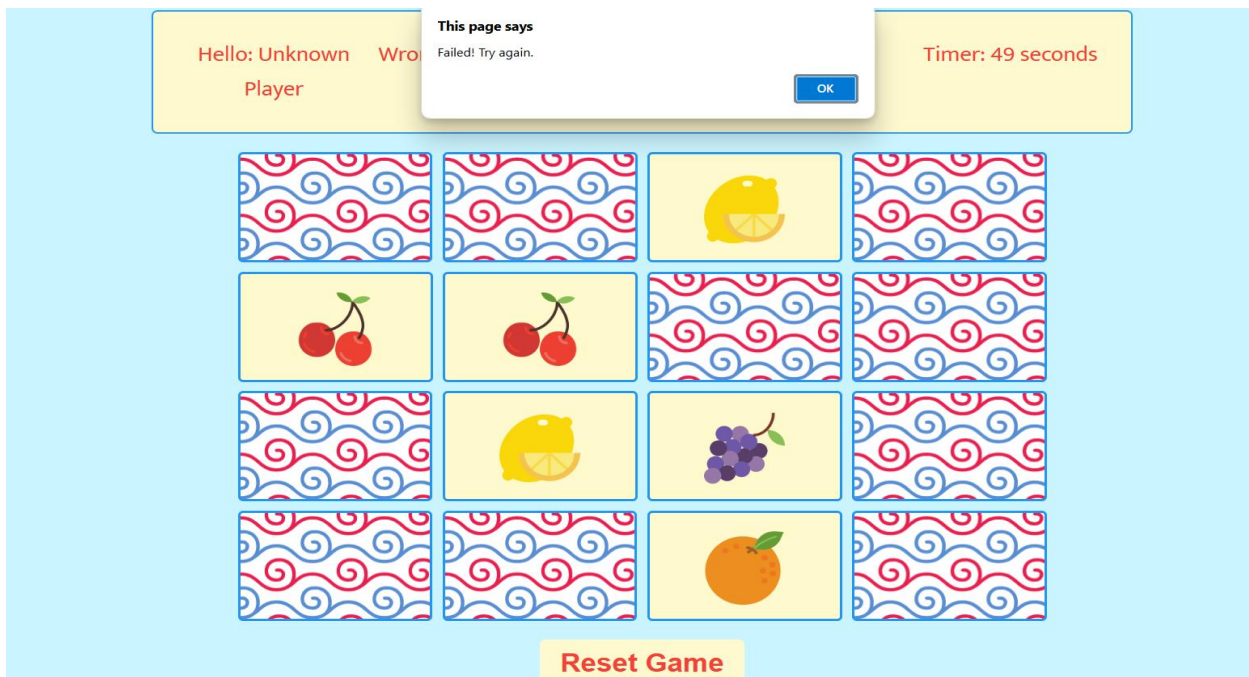 This page says
Failed! Try again.
OK
Hello: Unknown
Player
Timer: 49 seconds
Reset Game